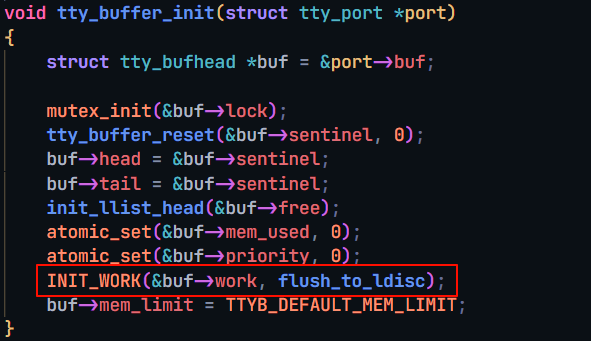 void tty_buffer_init(struct tty_port *port)
{
struct tty_bufhead *buf = &port->buf;
mutex_init(&buf->lock);
tty_buffer_reset(&buf->sentinel, 0);
buf->head = &buf->sentinel;
buf->tail = &buf->sentinel;
init_llist_head(&buf->free);
atomic_set(&buf->mem_used, 0);
atomic_set(&buf->priority, 0);
INIT_WORK(&buf->work, flush_to_ldisc);
buf->mem_limit = TTYB_DEFAULT_MEM_LIMIT;
}